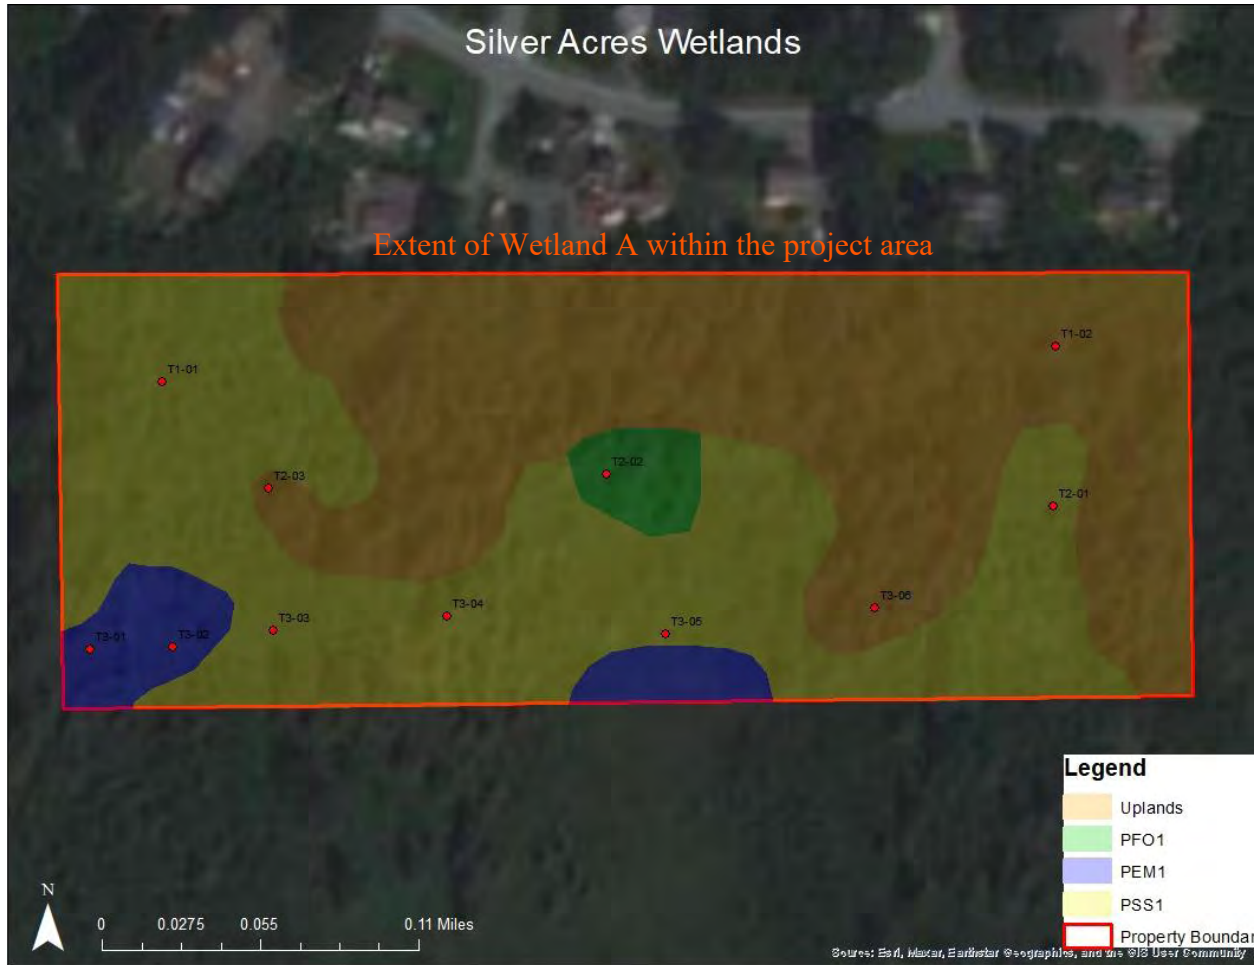 Silver Acres Wetlands
Extent of Wetland A within the project area
T1-02
T1-01
T2-02
T2-03
T2-01
T3-06
T3-04
T3-03
T3-05
T3-01
T3-02
Legend
Uplands
PFO1
PEM1
PSS1
Property Boundar
N
0 0.0275 0.055 0.11 Miles
Source: Esri, Maxar, Earthstar Geographics, and the GIS User Community